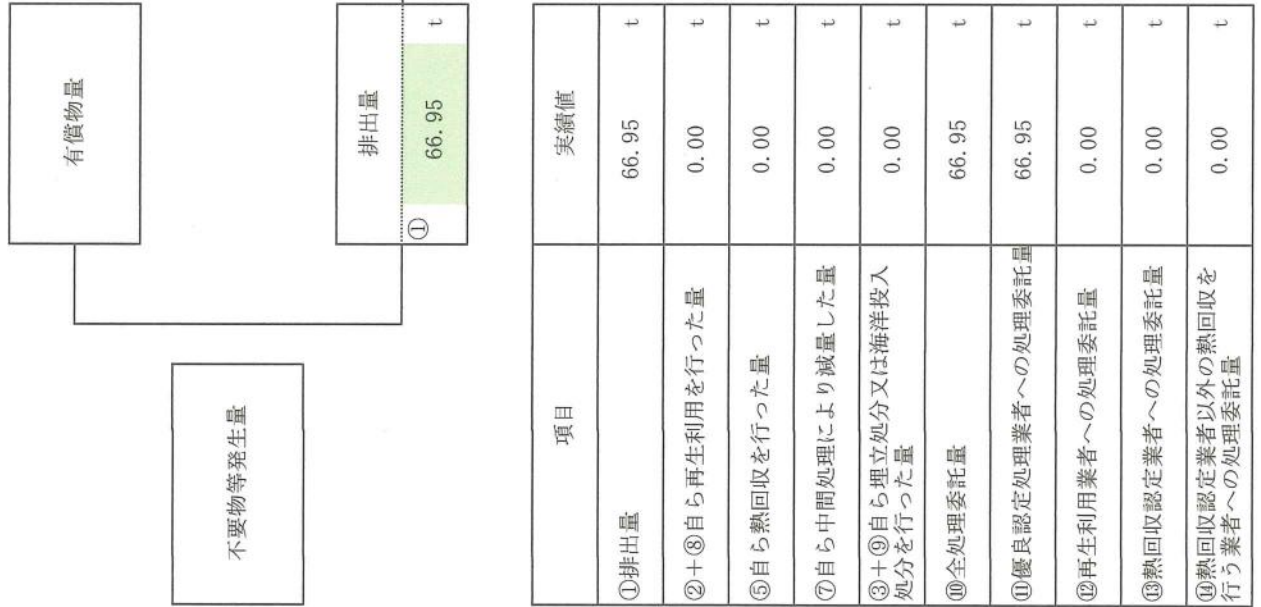 不要物等発生量
有償物量
排出量
① 66.95 t
項目 実績値
①排出量 66.95 t
②+⑧自ら再生利用を行った量 0.00 t
⑤自ら熱回収を行った量 0.00 t
⑦自ら中間処理により減量した量 0.00 t
③+⑨自ら埋立処分又は海洋投入
処分を行った量 0.00 t
⑩全処理委託量 66.95 t
⑪優良認定処理業者への処理委託量 66.95 t
⑫再生利用業者への処理委託量 0.00 t
⑬熱回収認定業者への処理委託量 0.00 t
⑭熱回収認定業者以外の熱回収を
行う業者への処理委託量 0.00 t